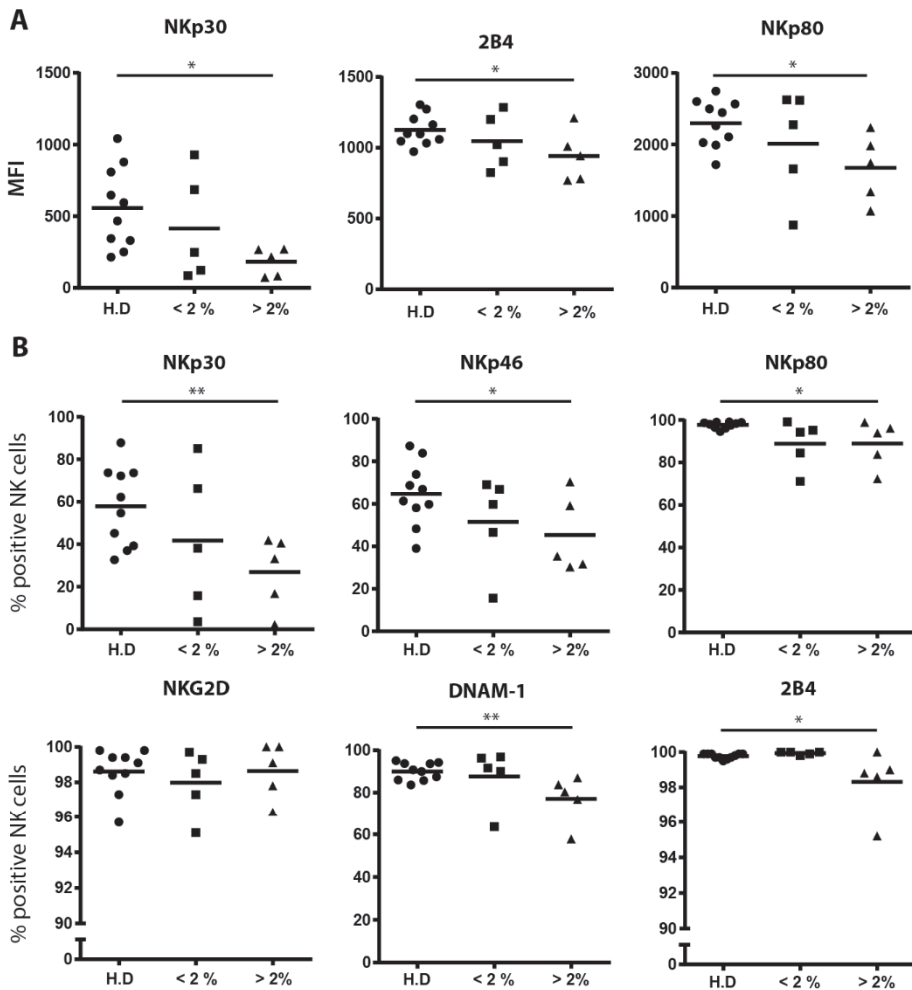 A
NKp30
2B4
NKp80
*
*
*
MFI
1500
1000
500
0
H.D
< 2 %
> 2%
1500
1000
500
0
H.D
< 2 %
> 2%
3000
2000
1000
0
H.D
< 2 %
> 2%
B
NKp30
NKp46
NKp80
**
*
*
% positive NK cells
100
80
60
40
20
0
H.D
< 2 %
> 2%
100
80
60
40
20
0
H.D
< 2 %
> 2%
100
80
60
40
20
0
H.D
< 2 %
> 2%
NKG2D
DNAM-1
2B4
**
*
% positive NK cells
100
98
96
94
92
90
0
H.D
< 2 %
> 2%
100
80
60
40
20
0
H.D
< 2 %
> 2%
100
98
96
94
92
90
0
H.D
< 2 %
> 2%